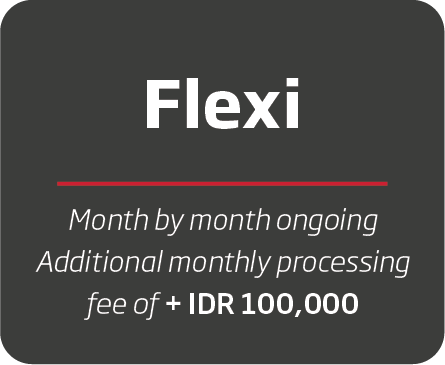 Flexi
Month by month ongoing
Additional monthly processing
fee of + IDR 100,000